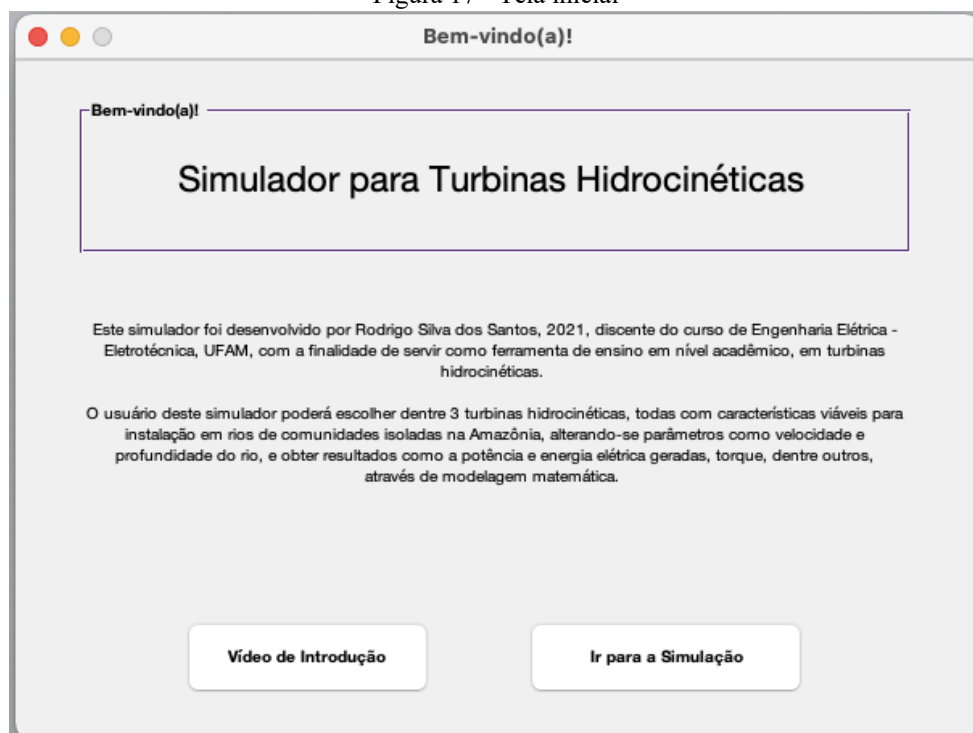 Figura 17 - Tela inicial
Bem-vindo(a)!
Bem-vindo(a)!
Simulador para Turbinas Hidrocinéticas
Este simulador foi desenvolvido por Rodrigo Silva dos Santos, 2021, discente do curso de Engenharia Elétrica -
Eletrotécnica, UFAM, com a finalidade de servir como ferramenta de ensino em nível acadêmico, em turbinas
hidrocinéticas.
O usuário deste simulador poderá escolher dentre 3 turbinas hidrocinéticas, todas com características viáveis para
instalação em rios de comunidades isoladas na Amazônia, alterando-se parâmetros como velocidade e
profundidade do rio, e obter resultados como a potência e energia elétrica geradas, torque, dentre outros,
através de modelagem matemática.
Vídeo de Introdução
Ir para a Simulação